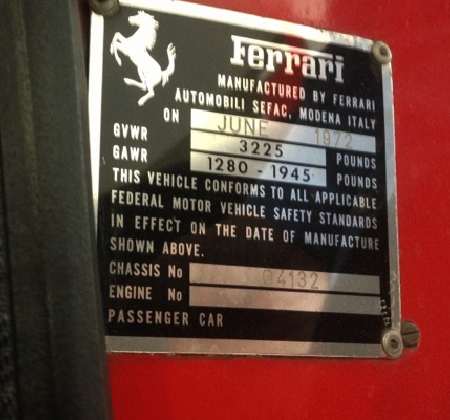 Ferrari
MANUFACTURED BY FERRARI
AUTOMOBILI SEFAC, MODENA ITALY
ON JUNE 1972
GVWR 3225 POUNDS
GAWR 1280 - 1945 POUNDS
THIS VEHICLE CONFORMS TO ALL APPLICABLE
FEDERAL MOTOR VEHICLE SAFETY STANDARDS
IN EFFECT ON THE DATE OF MANUFACTURE
SHOWN ABOVE.
CHASSIS No 04132
ENGINE No
PASSENGER CAR